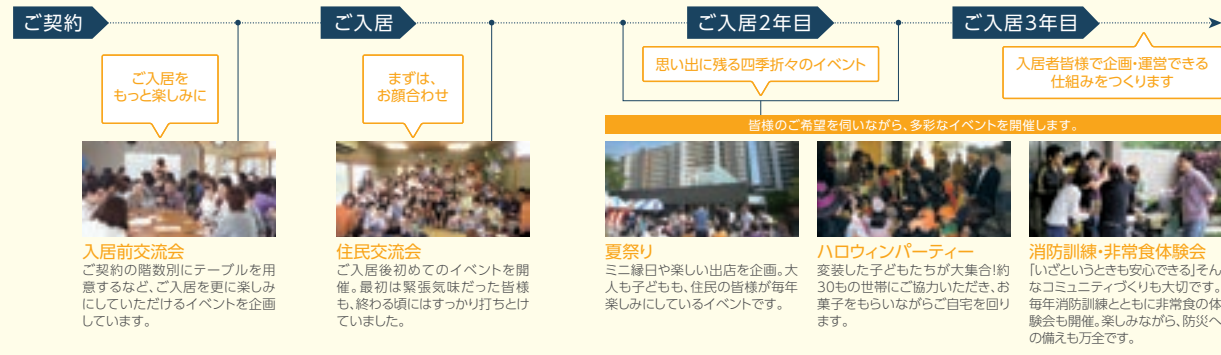 ご契約
ご入居
ご入居2年目
ご入居3年目
ご入居を
もっと楽しみに
まずは、
お顔合わせ
思い出に残る四季折々のイベント
入居者皆様で企画・運営できる
仕組みをつくります
皆様のご希望を伺いながら、多彩なイベントを開催します。
入居前交流会
ご契約の階数別にテーブルを用
意するなど、ご入居を更に楽しみ
にしていただけるイベントを企画
しています。
住民交流会
ご入居後初めてのイベントを開
催。最初は緊張気味だった皆様
も、終わる頃にはすっかり打ちとけ
ていました。
夏祭り
ミニ縁日や楽しい出店を企画。大
人も子どもも、住民の皆様が毎年
楽しみにしているイベントです。
ハロウィンパーティー
変装した子どもたちが大集合!約
30もの世帯にご協力いただき、お
菓子をもらいながらご自宅を回り
ます。
消防訓練・非常食体験会
「いざというときも安心できる」そん
なコミュニティづくりも大切です。
毎年消防訓練とともに非常食の体
験会も開催。楽しみながら、防災へ
の備えも万全です。